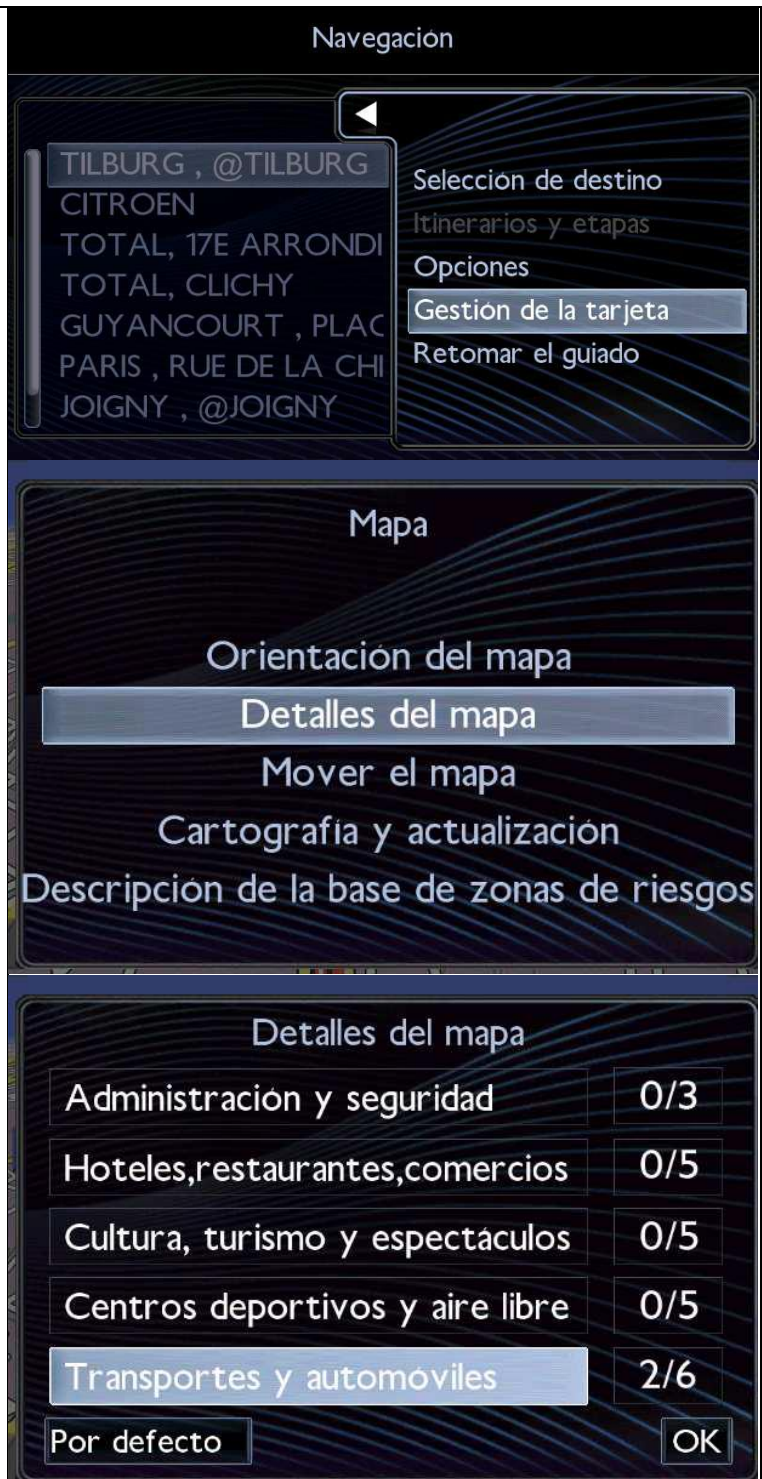 Navegación
TILBURG , @TILBURG
CITROEN
TOTAL, 17E ARRONDI
TOTAL, CLICHY
GUYANCOURT , PLAC
PARIS , RUE DE LA CHI
JOIGNY , @JOIGNY
Selección de destino
Itinerarios y etapas
Opciones
Gestión de la tarjeta
Retomar el guiado
Mapa
Orientación del mapa
Detalles del mapa
Mover el mapa
Cartografía y actualización
Descripción de la base de zonas de riesgos
Detalles del mapa
Administración y seguridad 0/3
Hoteles,restaurantes,comercios 0/5
Cultura, turismo y espectáculos 0/5
Centros deportivos y aire libre 0/5
Transportes y automóviles 2/6
Por defecto OK